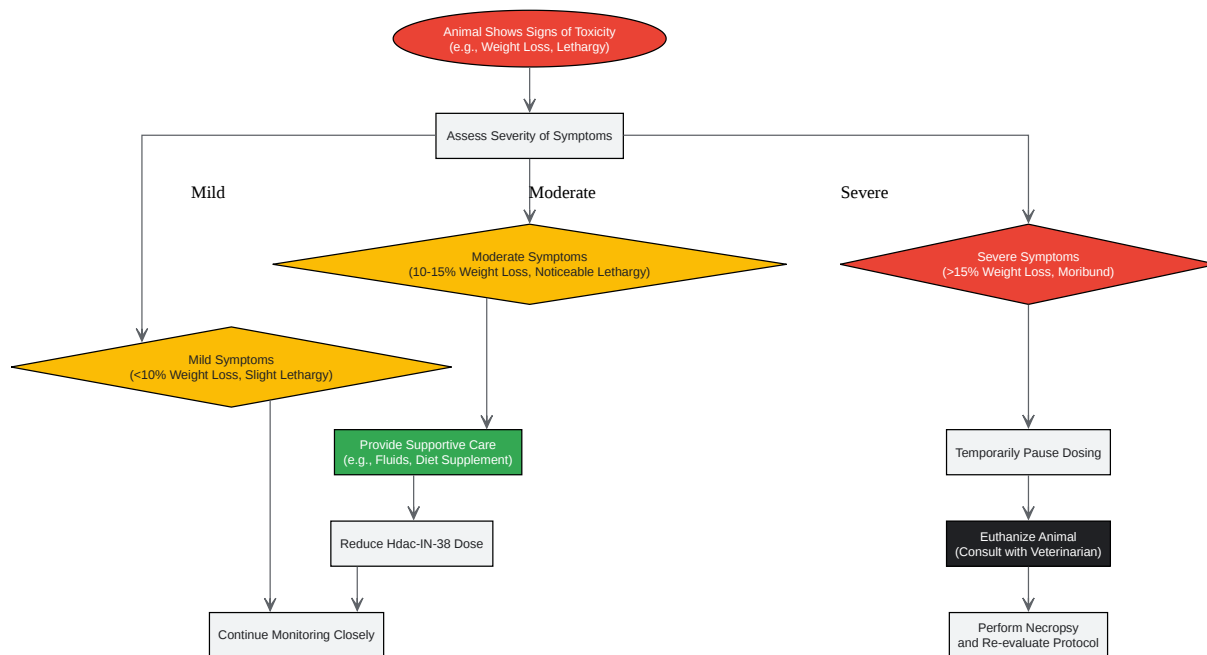 Animal Shows Signs of Toxicity
(e.g., Weight Loss, Lethargy)
Assess Severity of Symptoms
Mild
Moderate
Severe
Moderate Symptoms
(10-15% Weight Loss, Noticeable Lethargy)
Severe Symptoms
(>15% Weight Loss, Moribund)
Mild Symptoms
(<10% Weight Loss, Slight Lethargy)
Provide Supportive Care
(e.g., Fluids, Diet Supplement)
Temporarily Pause Dosing
Reduce Hdac-IN-38 Dose
Euthanize Animal
(Consult with Veterinarian)
Continue Monitoring Closely
Perform Necropsy
and Re-evaluate Protocol